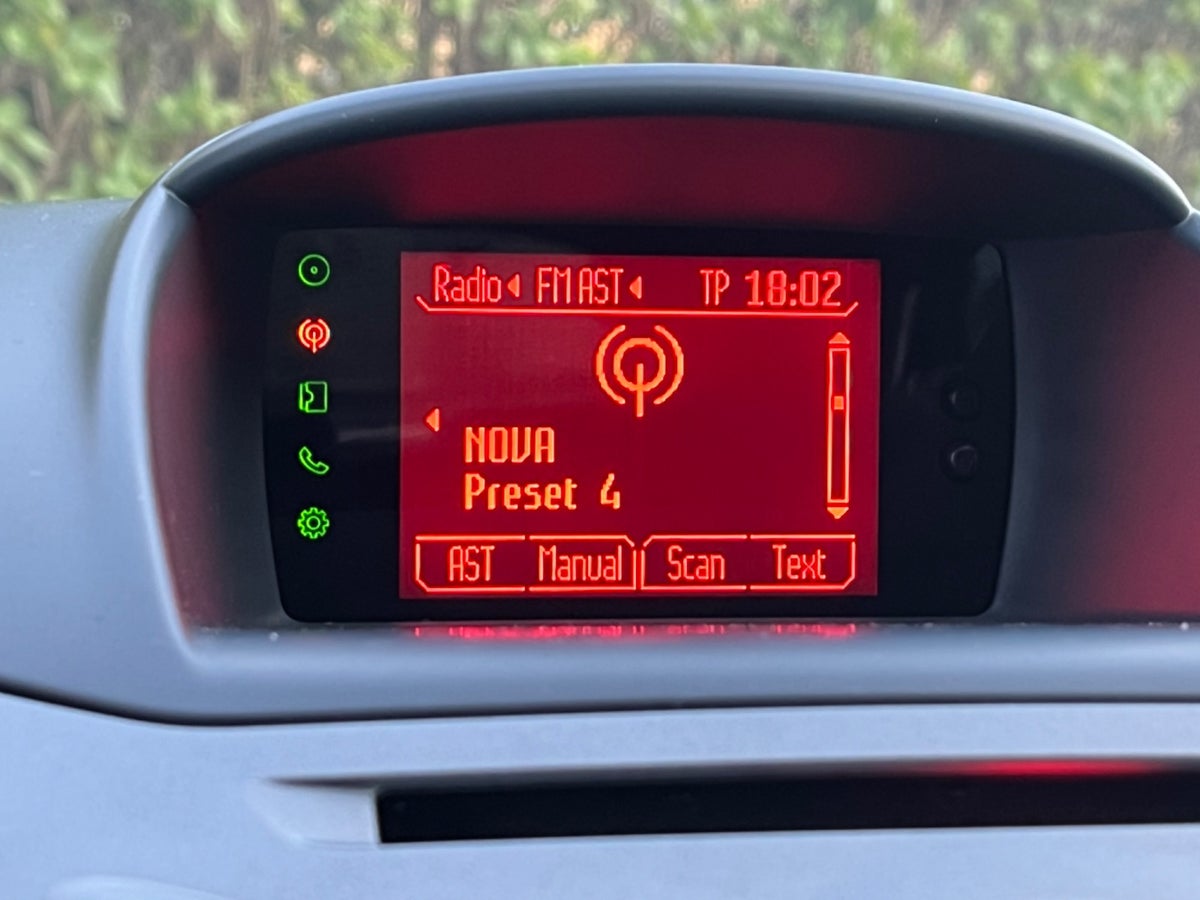 Radio FM AST TP 18:02
NOVA
Preset 4
AST Manual Scan Text